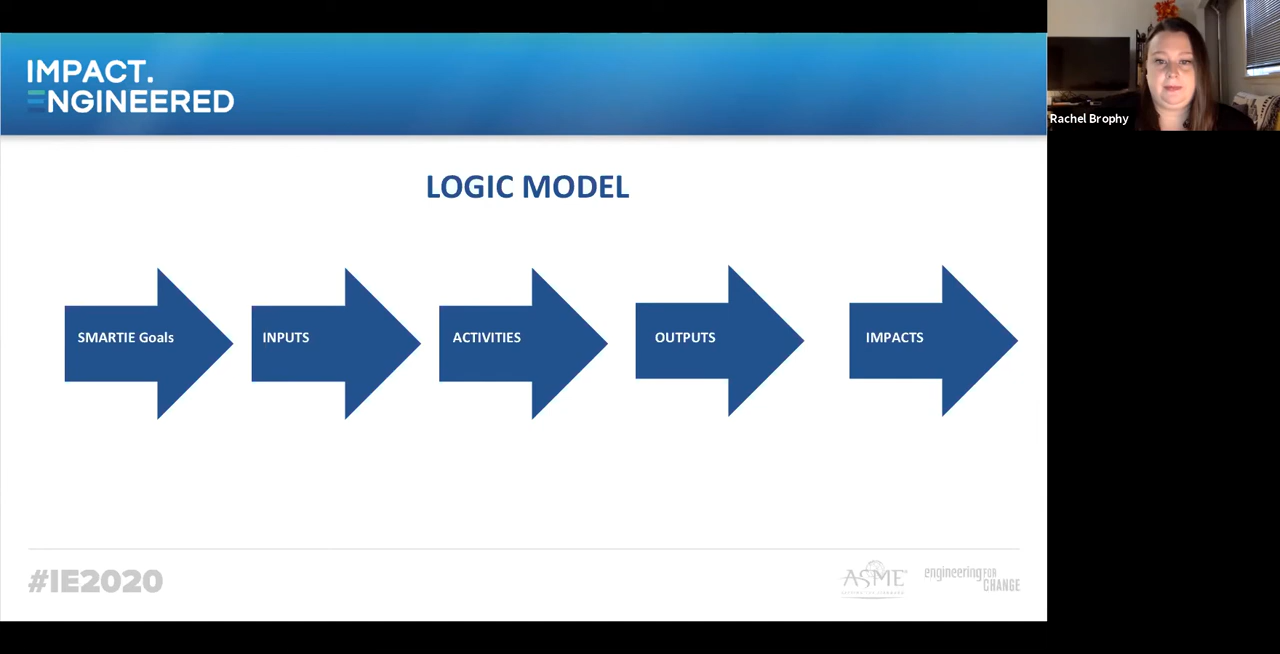 IMPACT.
ENGINEERED
Rachel Brophy
LOGIC MODEL
SMARTIE Goals
INPUTS
ACTIVITIES
OUTPUTS
IMPACTS
#IE2020
ASME
engineering FOR
CHANGE